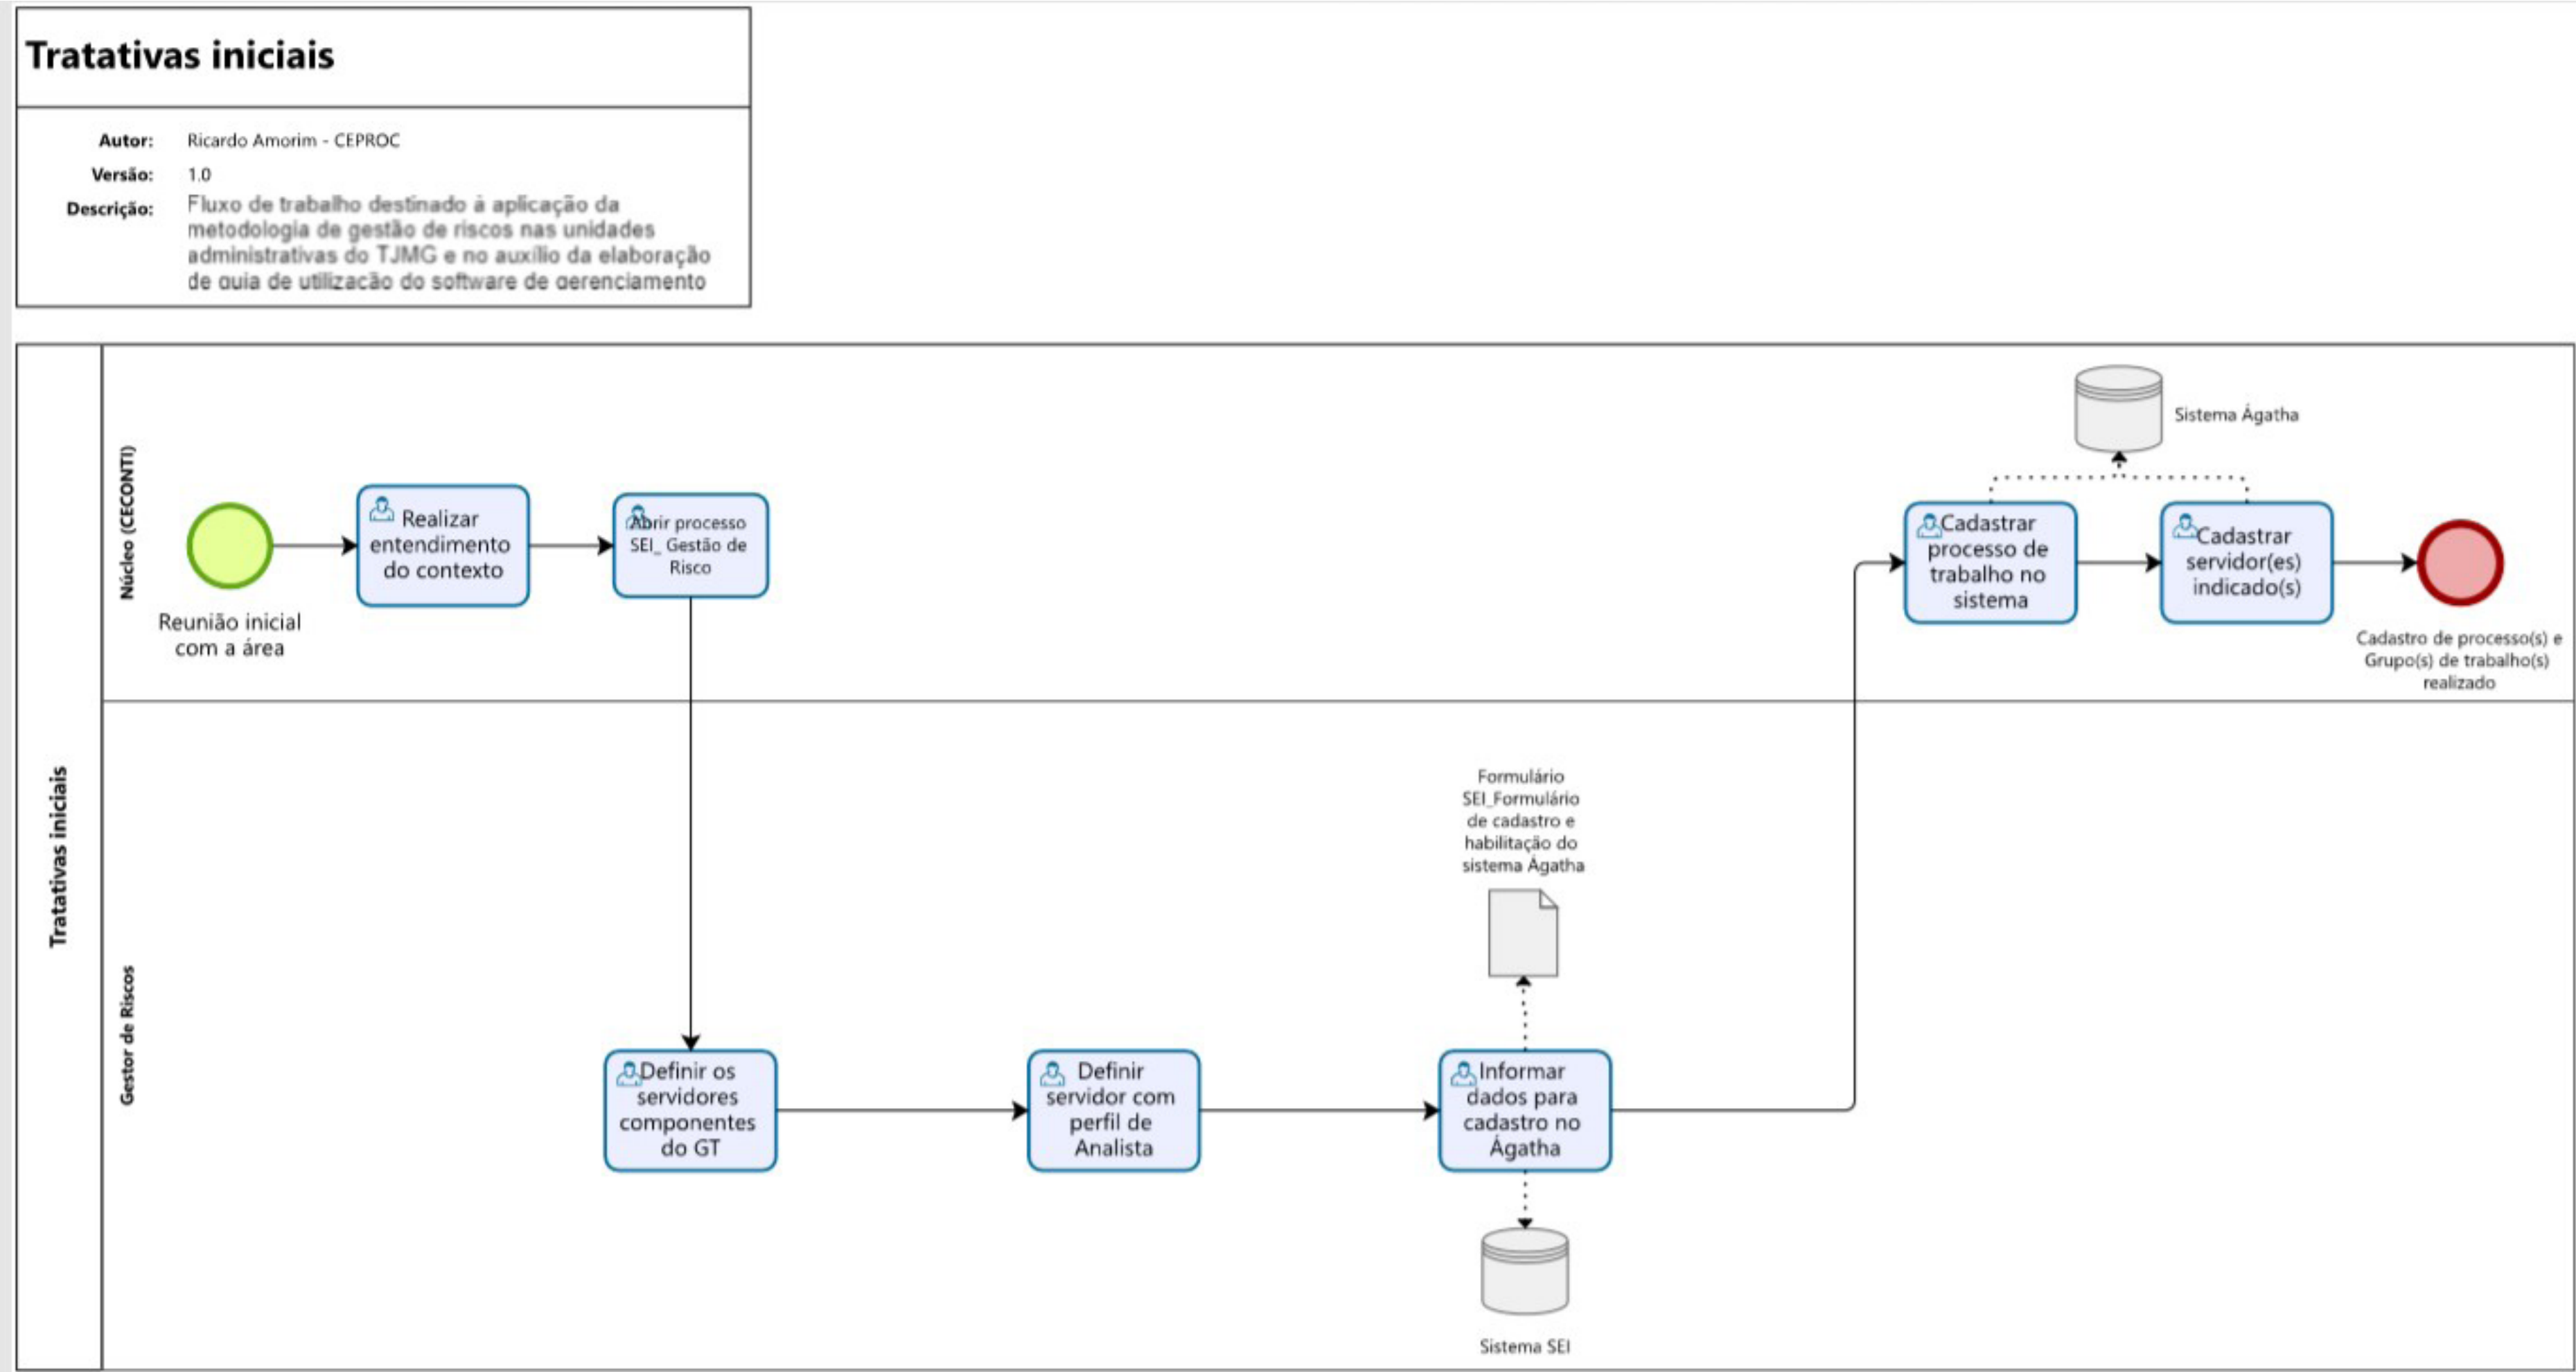 Tratativas iniciais
Autor: Ricardo Amorim - CEPROC
Versão: 1.0
Descrição: Fluxo de trabalho destinado à aplicação da
metodologia de gestão de riscos nas unidades
administrativas do TJMG e no auxílio da elaboração
de guia de utilização do software de gerenciamento
Tratativas iniciais
Núcleo (CECONTI)
Reunião inicial
com a área
Realizar
entendimento
do contexto
Abrir processo
SEI_ Gestão de
Risco
Sistema Ágatha
Cadastrar
processo de
trabalho no
sistema
Cadastrar
servidor(es)
indicado(s)
Cadastro de processo(s) e
Grupo(s) de trabalho(s)
realizado
Gestor de Riscos
Definir os
servidores
componentes
do GT
Definir
servidor com
perfil de
Analista
Formulário
SEI_Formulário
de cadastro e
habilitação do
sistema Ágatha
Informar
dados para
cadastro no
Ágatha
Sistema SEI